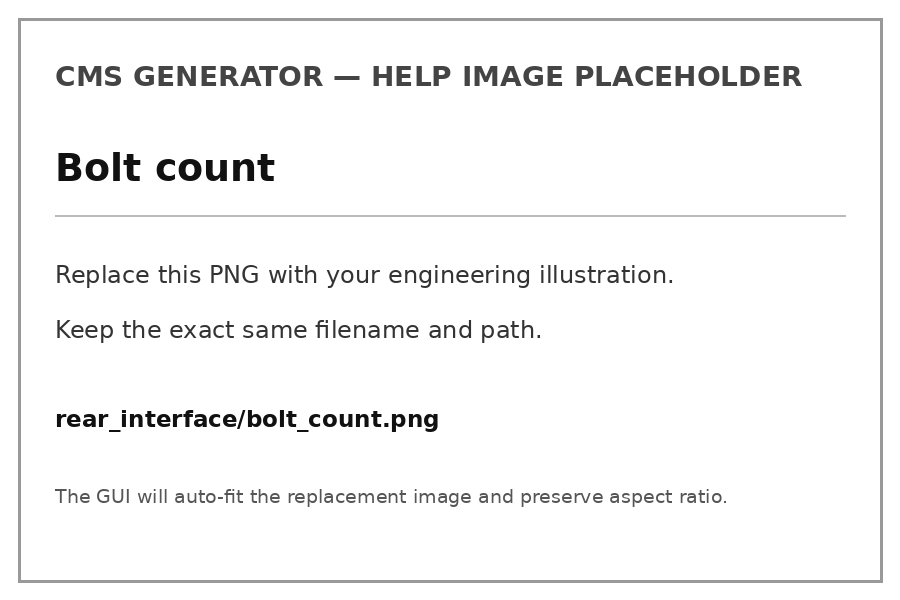 CMS GENERATOR — HELP IMAGE PLACEHOLDER
Bolt count
Replace this PNG with your engineering illustration.
Keep the exact same filename and path.
rear_interface/bolt_count.png
The GUI will auto-fit the replacement image and preserve aspect ratio.